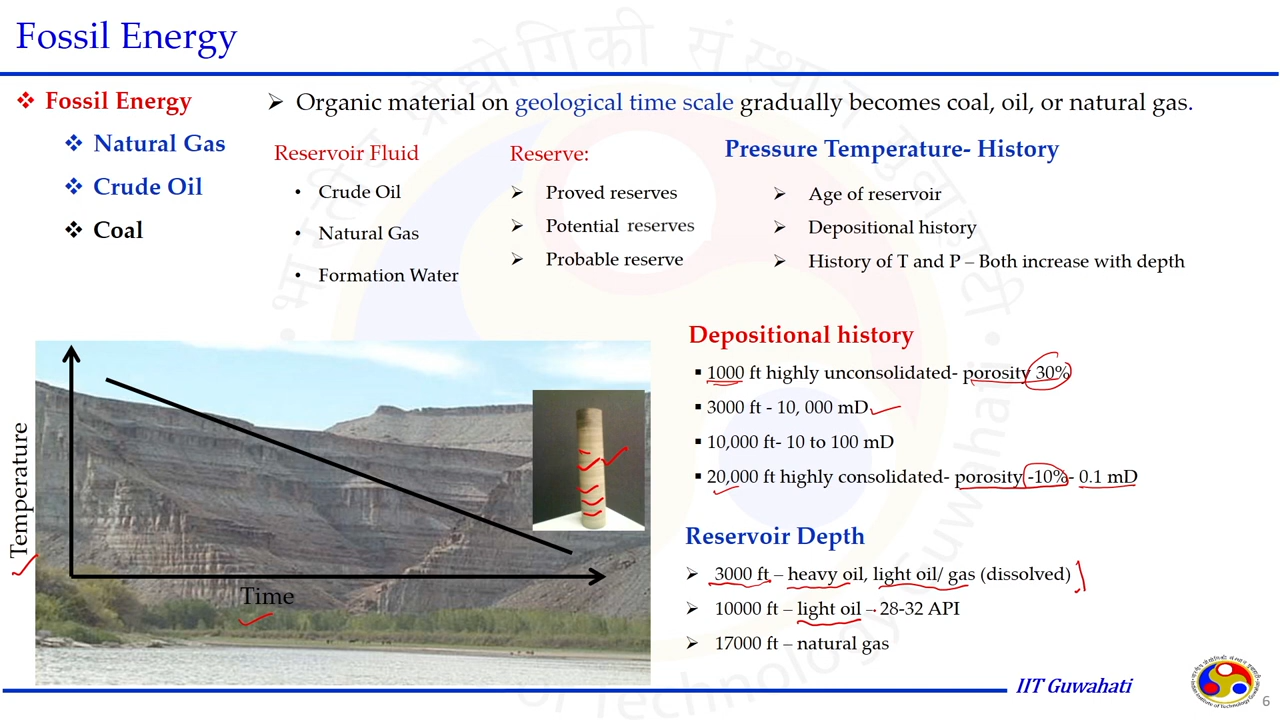 Fossil Energy
❖ Fossil Energy
❖ Natural Gas
❖ Crude Oil
❖ Coal
➢ Organic material on geological time scale gradually becomes coal, oil, or natural gas.
Reservoir Fluid
• Crude Oil
• Natural Gas
• Formation Water
Reserve:
➢ Proved reserves
➢ Potential reserves
➢ Probable reserve
Pressure Temperature- History
➢ Age of reservoir
➢ Depositional history
➢ History of T and P – Both increase with depth
Temperature
Time
Depositional history
▪ 1000 ft highly unconsolidated- porosity 30%
▪ 3000 ft - 10, 000 mD
▪ 10,000 ft- 10 to 100 mD
▪ 20,000 ft highly consolidated- porosity -10%- 0.1 mD
Reservoir Depth
➢ 3000 ft – heavy oil, light oil/ gas (dissolved)
➢ 10000 ft – light oil – 28-32 API
➢ 17000 ft – natural gas
IIT Guwahati
6